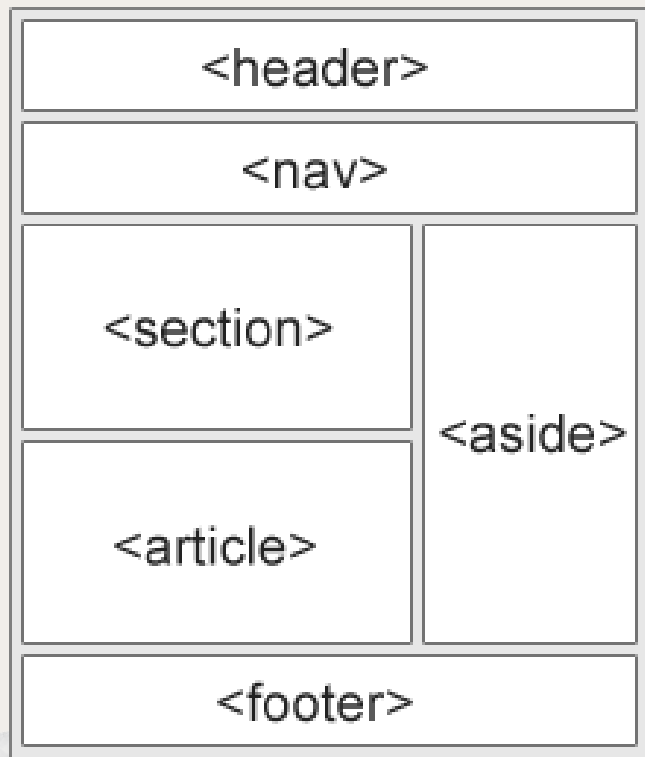 <header>
<nav>
<section>
<aside>
<article>
<footer>